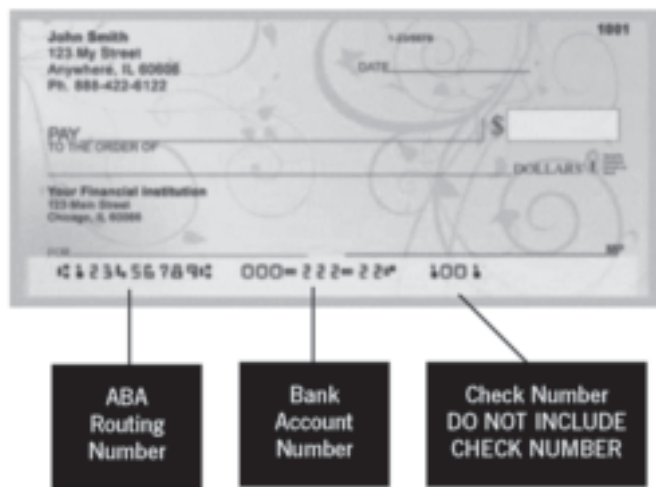 John Smith
1001
123 My Street
Anywhere, IL 60606
Ph. 888-422-6122
DATE
PAY
TO THE ORDER OF
$
DOLLARS
Your Financial Institution
123 Main Street
Chicago, IL 60066
FOR
MP
⑆123456789⑆ 000⑉222⑉22⑈ 1001
ABA
Routing
Number
Bank
Account
Number
Check Number
DO NOT INCLUDE
CHECK NUMBER